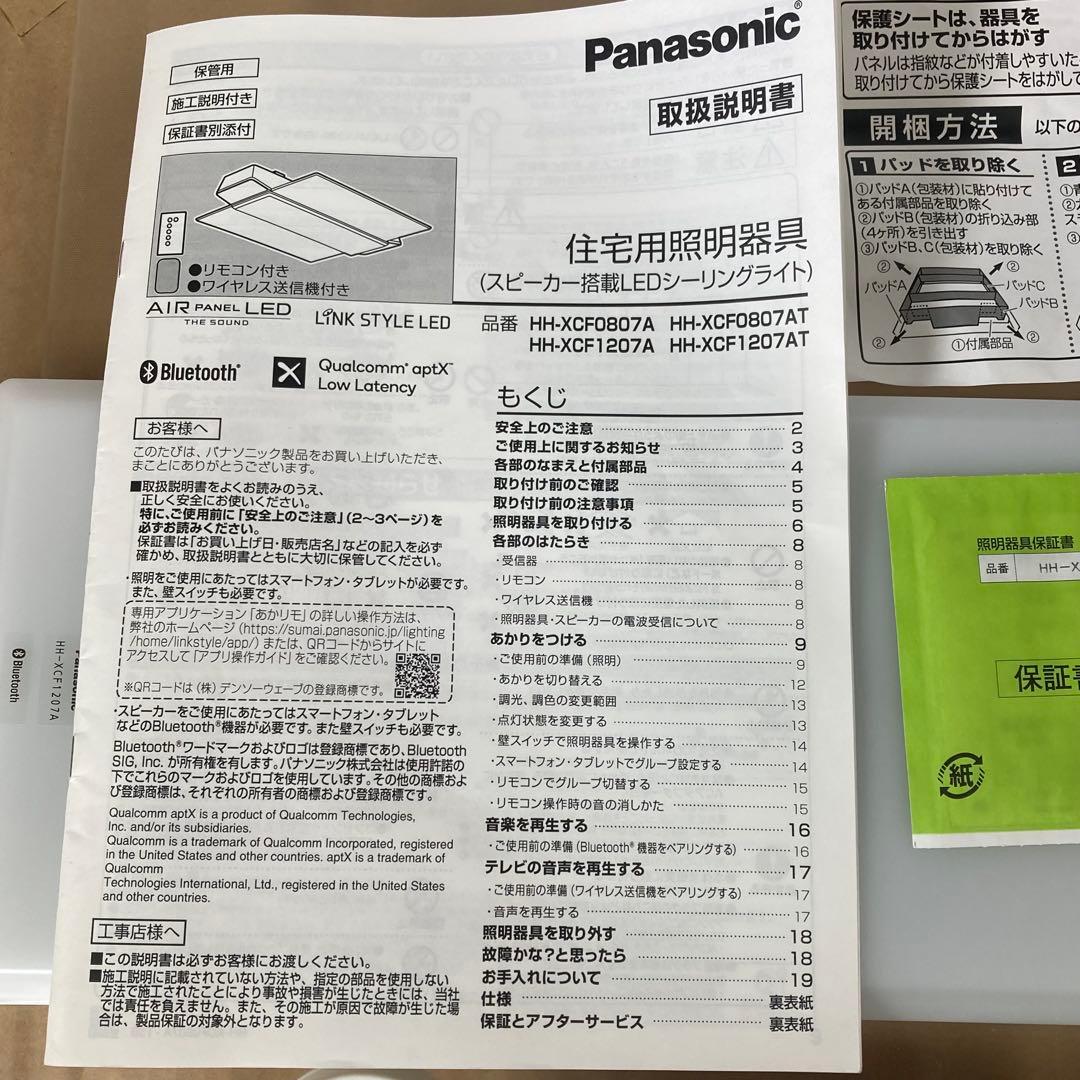 Panasonic®
取扱説明書
保管用
施工説明付き
保証書別添付
●リモコン付き
●ワイヤレス送信機付き
住宅用照明器具
(スピーカー搭載LEDシーリングライト)
AIR PANEL LED
THE SOUND
LINK STYLE LED
品番 HH-XCF0807A HH-XCF0807AT
HH-XCF1207A HH-XCF1207AT
Bluetooth®
Qualcomm® aptX™
Low Latency
お客様へ
このたびは、パナソニック製品をお買い上げいただき、
まことにありがとうございます。
■取扱説明書をよくお読みのうえ、
正しく安全にお使いください。
特に、ご使用前に「安全上のご注意」(2～3ページ)を
必ずお読みください。
保証書は「お買い上げ日・販売店名」などの記入を必ず
確かめ、取扱説明書とともに大切に保管してください。
・照明をご使用にあたってはスマートフォン・タブレットが必要です。
また、壁スイッチも必要です。
専用アプリケーション「あかりモ」の詳しい操作方法は、
弊社のホームページ(https://sumai.panasonic.jp/lighting
/home/linkstyle/app/)または、QRコードからサイトに
アクセスして「アプリ操作ガイド」をご確認ください。
※QRコードは(株)デンソーウェーブの登録商標です。
・スピーカーをご使用にあたってはスマートフォン・タブレット
などのBluetooth®機器が必要です。また壁スイッチも必要です。
Bluetooth®ワードマークおよびロゴは登録商標であり、Bluetooth
SIG, Inc. が所有権を有します。パナソニック株式会社は使用許諾の
下でこれらのマークおよびロゴを使用しています。その他の商標およ
び登録商標は、それぞれの所有者の商標および登録商標です。
Qualcomm aptX is a product of Qualcomm Technologies,
Inc. and/or its subsidiaries.
Qualcomm is a trademark of Qualcomm Incorporated, registered
in the United States and other countries. aptX is a trademark of
Qualcomm
Technologies International, Ltd., registered in the United States
and other countries.
工事店様へ
■この説明書は必ずお客様にお渡しください。
■施工説明に記載されていない方法や、指定の部品を使用しない
方法で施工されたことにより事故や損害が生じたときには、当社
では責任を負えません。また、その施工が原因で故障が生じた場
合は、製品保証の対象外となります。
もくじ
安全上のご注意 2
ご使用上に関するお知らせ 3
各部のなまえと付属部品 4
取り付け前のご確認 5
取り付け前の注意事項 5
照明器具を取り付ける 6
各部のはたらき 8
・受信器 8
・リモコン 8
・ワイヤレス送信機 8
・照明器具・スピーカーの電波受信について 8
あかりをつける 9
・ご使用前の準備(照明) 9
・あかりを切り替える 12
・調光、調色の変更範囲 13
・点灯状態を変更する 13
・壁スイッチで照明器具を操作する 14
・スマートフォン・タブレットでグループ設定する 14
・リモコンでグループ切替する 15
・リモコン操作時の音の消しかた 15
音楽を再生する 16
・ご使用前の準備(Bluetooth®機器をペアリングする) 16
テレビの音声を再生する 17
・ご使用前の準備(ワイヤレス送信機をペアリングする) 17
・音声を再生する 17
照明器具を取り外す 18
故障かな?と思ったら 18
お手入れについて 19
仕様 裏表紙
保証とアフターサービス 裏表紙
保護シートは、器具を
取り付けてからはがす
パネルは指紋などが付着しやすいた
取り付けてから保護シートをはがして
開梱方法
以下の
1 パッドを取り除く
①パッドA(包装材)に貼り付けて
ある付属部品を取り除く
②パッドB(包装材)の折り込み部
(4ヶ所)を引き出す
③パッドB、C(包装材)を取り除く
②
②
パッドA
パッドC
パッドB
②
①付属部品
②
2
照明器具保証書
品番 HH-X
保証書
紙
Panasonic
HH-XCF1207A
Bluetooth